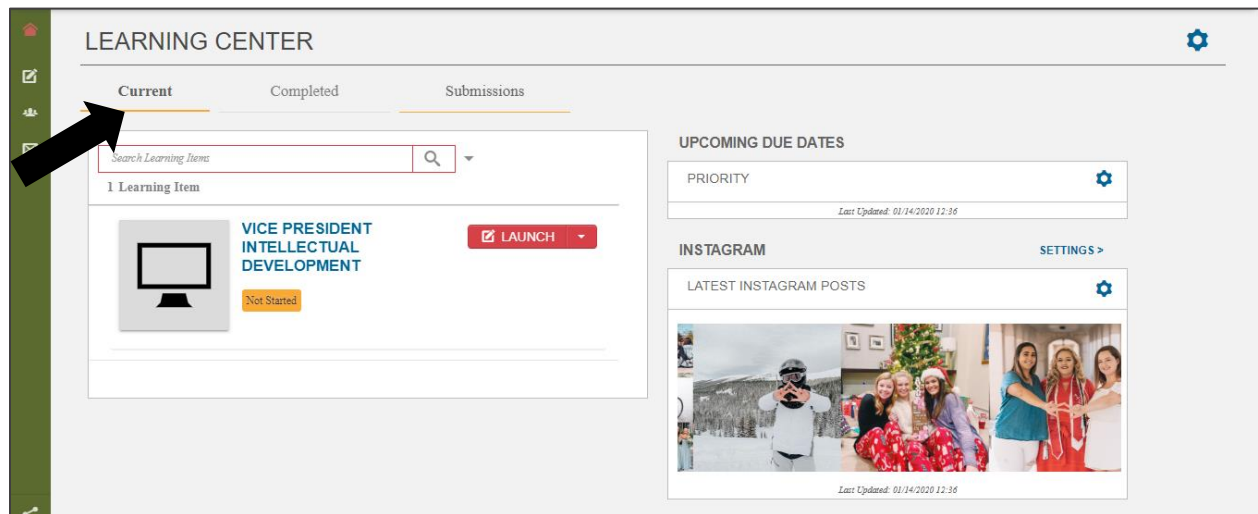 LEARNING CENTER
Current
Completed
Submissions
Search Learning Items
1 Learning Item
VICE PRESIDENT
INTELLECTUAL
DEVELOPMENT
LAUNCH
Not Started
UPCOMING DUE DATES
PRIORITY
Last Updated: 01/14/2020 12:36
INSTAGRAM
SETTINGS >
LATEST INSTAGRAM POSTS
Last Updated: 01/14/2020 12:36